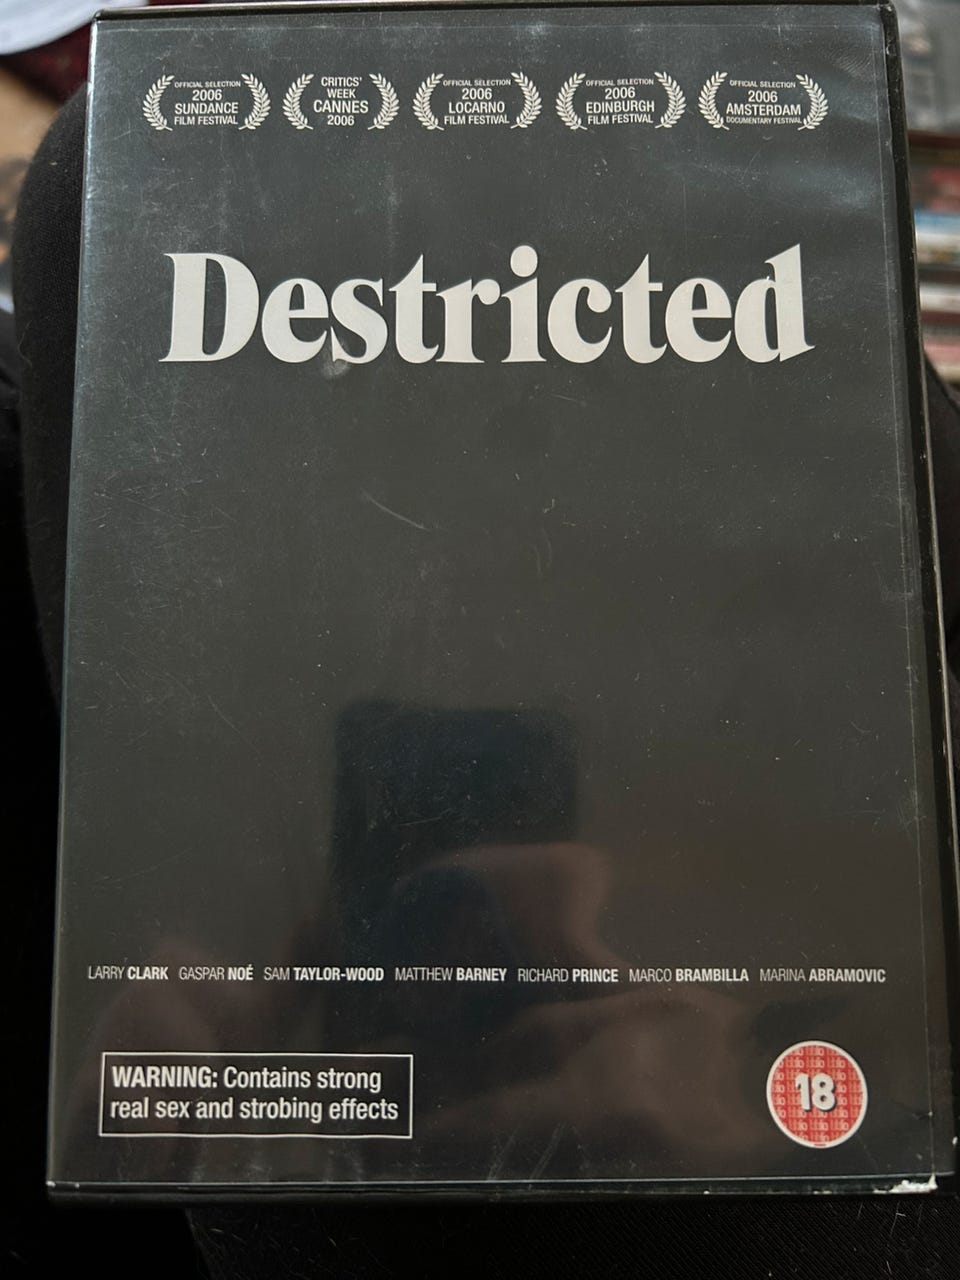 OFFICIAL SELECTION
2006
SUNDANCE
FILM FESTIVAL
CRITICS'
WEEK
CANNES
2006
OFFICIAL SELECTION
2006
LOCARNO
FILM FESTIVAL
OFFICIAL SELECTION
2006
EDINBURGH
FILM FESTIVAL
OFFICIAL SELECTION
2006
AMSTERDAM
DOCUMENTARY FESTIVAL
Destricted
LARRY CLARK GASPAR NOÉ SAM TAYLOR-WOOD MATTHEW BARNEY RICHARD PRINCE MARCO BRAMBILLA MARINA ABRAMOVIC
WARNING: Contains strong
real sex and strobing effects
18